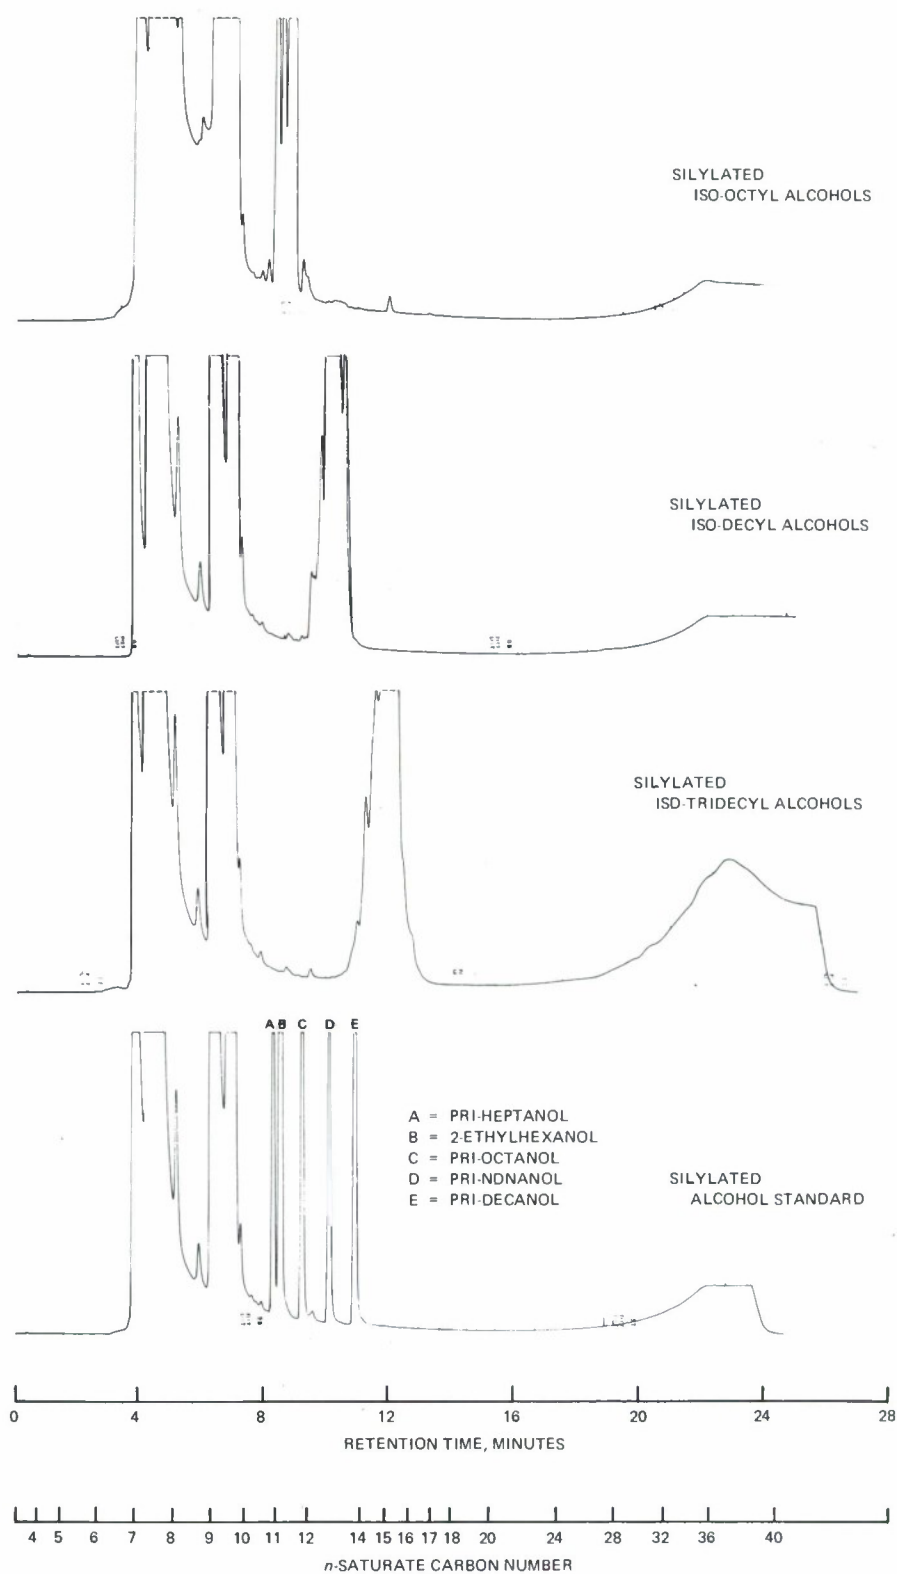 SILYLATED
ISO-OCTYL ALCOHOLS
SILYLATED
ISO-DECYL ALCOHOLS
SILYLATED
ISD-TRIDECYL ALCOHOLS
A B C D E
A = PRI-HEPTANOL
B = 2-ETHYLHEXANOL
C = PRI-OCTANOL
D = PRI-NDNANOL
E = PRI-DECANOL
SILYLATED
ALCOHOL STANDARD
0 4 8 12 16 20 24 28
RETENTION TIME, MINUTES
4 5 6 7 8 9 10 11 12 14 15 16 17 18 20 24 28 32 36 40
n-SATURATE CARBON NUMBER